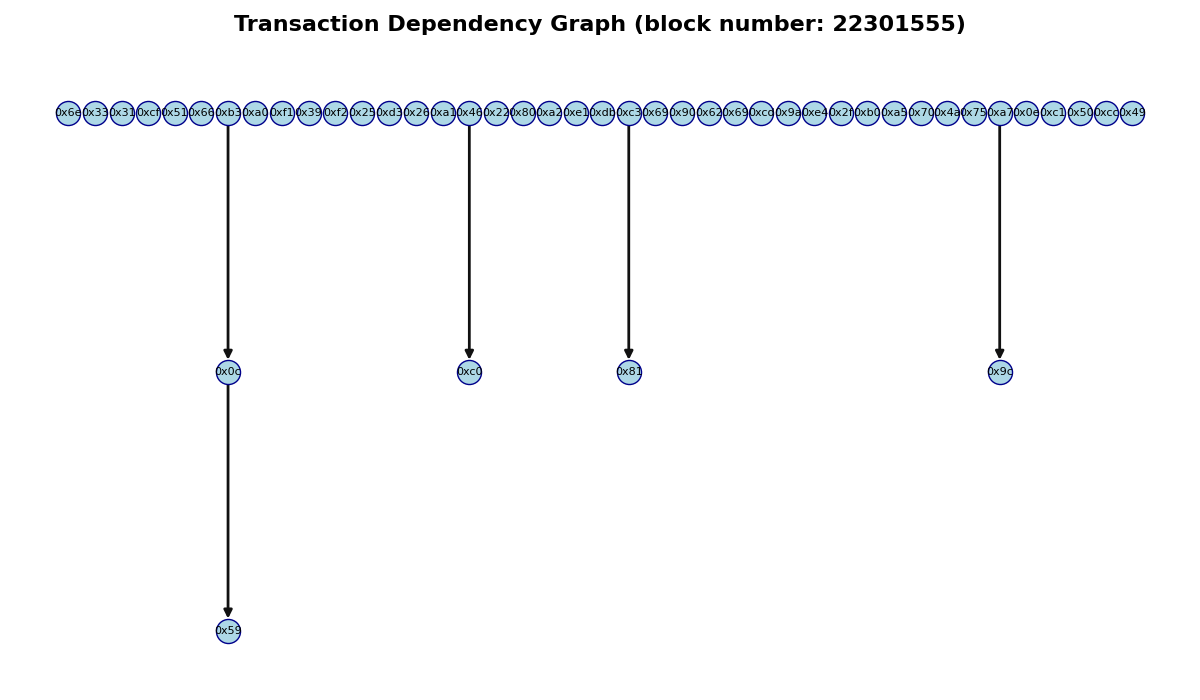 Transaction Dependency Graph (block number: 22301555)
0x6e 0x33 0x31 0xcf 0x51 0x66 0xb3 0xa0 0xf1 0x39 0xf2 0x25 0xd3 0x26 0xa1 0x46 0x22 0x80 0xa2 0xe1 0xdb 0xc3 0x69 0x90 0x62 0x69 0xcd 0x9a 0xe4 0x2f 0xb0 0xa5 0x70 0x4a 0x75 0xa7 0x0e 0xc1 0x50 0xcc 0x49
0x0c 0xc0 0x81 0x9c
0x59